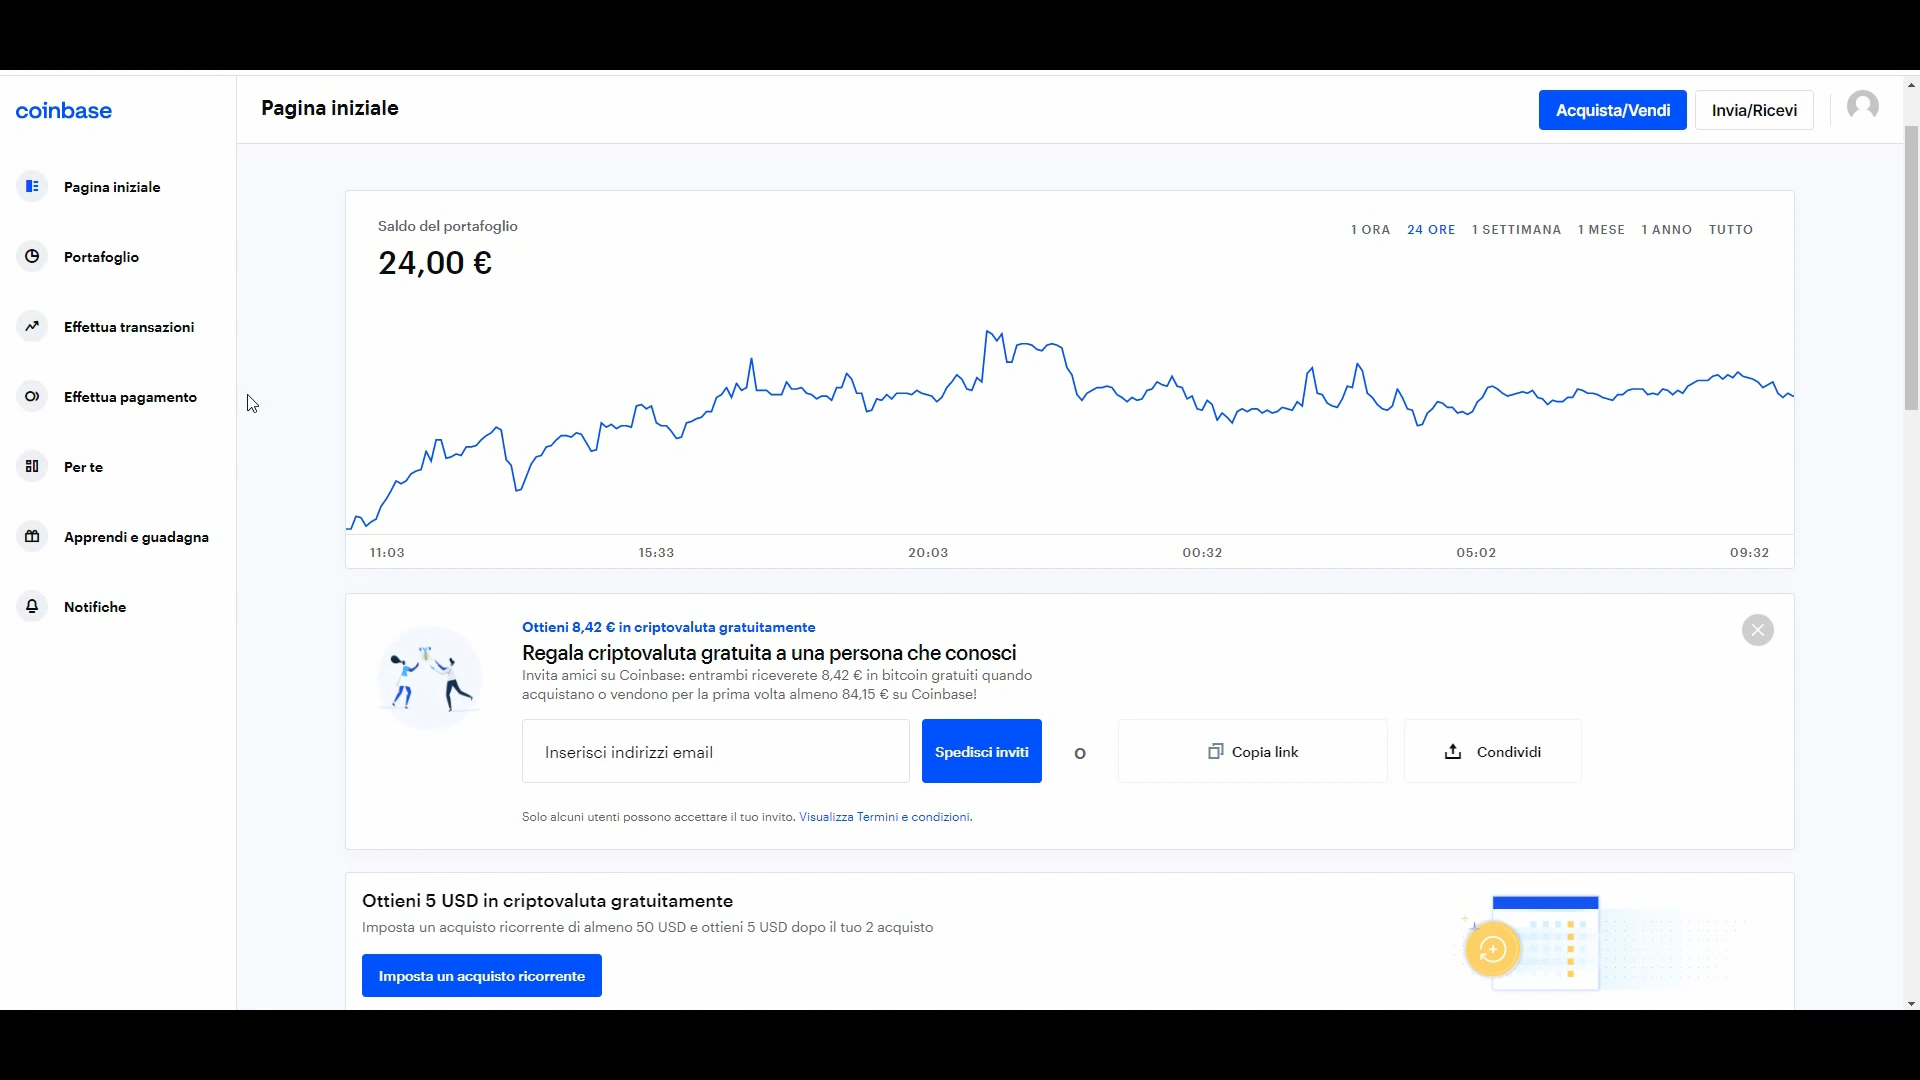 coinbase
Pagina iniziale
Acquista/Vendi
Invia/Ricevi
Pagina iniziale
Portafoglio
Effettua transazioni
Effettua pagamento
Per te
Apprendi e guadagna
Notifiche
Saldo del portafoglio
24,00 €
1 ORA 24 ORE 1 SETTIMANA 1 MESE 1 ANNO TUTTO
11:03 15:33 20:03 00:32 05:02 09:32
Ottieni 8,42 € in criptovaluta gratuitamente
Regala criptovaluta gratuita a una persona che conosci
Invita amici su Coinbase: entrambi riceverete 8,42 € in bitcoin gratuiti quando
acquistano o vendono per la prima volta almeno 84,15 € su Coinbase!
Inserisci indirizzi email
Spedisci inviti
o
Copia link
Condividi
Solo alcuni utenti possono accettare il tuo invito. Visualizza Termini e condizioni.
Ottieni 5 USD in criptovaluta gratuitamente
Imposta un acquisto ricorrente di almeno 50 USD e ottieni 5 USD dopo il tuo 2 acquisto
Imposta un acquisto ricorrente